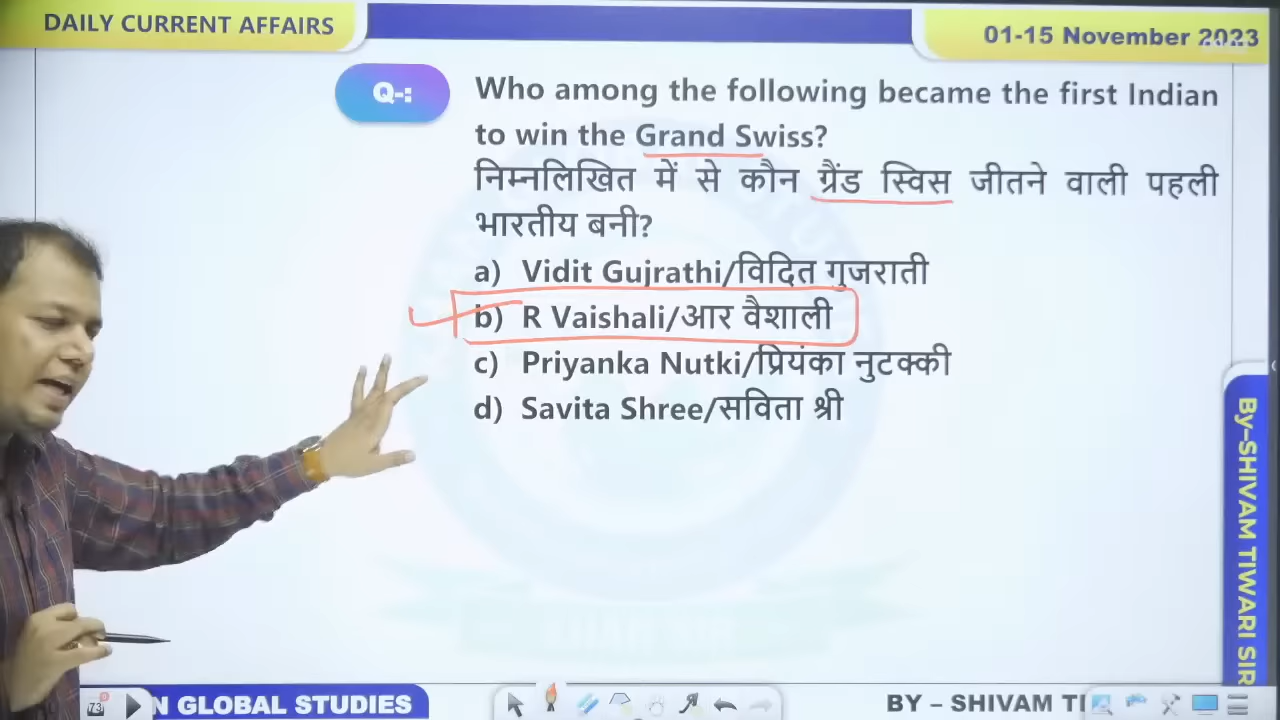 DAILY CURRENT AFFAIRS
01-15 November 2023
Q-:
Who among the following became the first Indian
to win the Grand Swiss?
निम्नलिखित में से कौन ग्रैंड स्विस जीतने वाली पहली
भारतीय बनी?
a) Vidit Gujrathi/विदित गुजराती
b) R Vaishali/आर वैशाली
c) Priyanka Nutki/प्रियंका नुटक्की
d) Savita Shree/सविता श्री
By-SHIVAM TIWARI SIR
73
N GLOBAL STUDIES
BY – SHIVAM TI